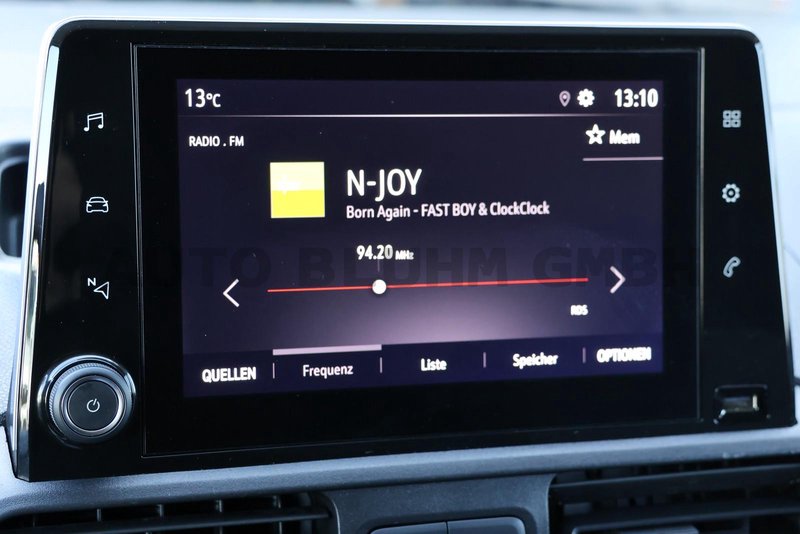 13°C 13:10
RADIO . FM
Mem
N-JOY
Born Again - FAST BOY & ClockClock
94.20 MHz
AUTO BLUHM GMBH
N
RDS
QUELLEN Frequenz Liste Speicher OPTIONEN